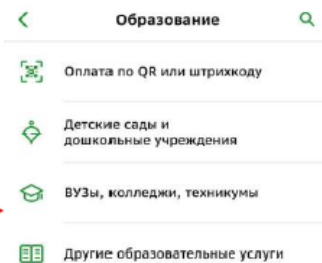 Образование
Оплата по QR или штрихкоду
Детские сады и
дошкольные учреждения
ВУЗы, колледжи, техникумы
Другие образовательные услуги